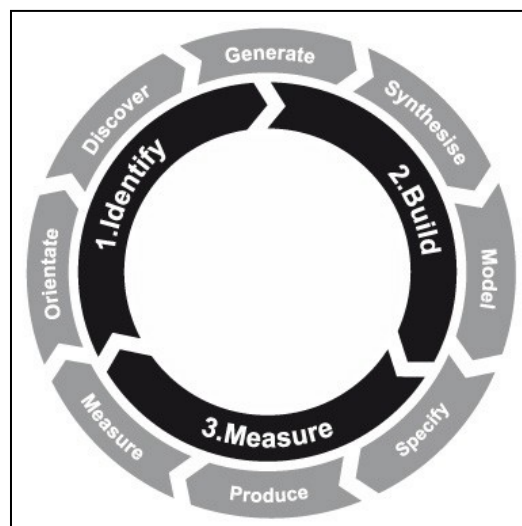 Generate
Synthesise
Model
Specify
Produce
Measure
Orientate
Discover
1.Identify
2.Build
3.Measure